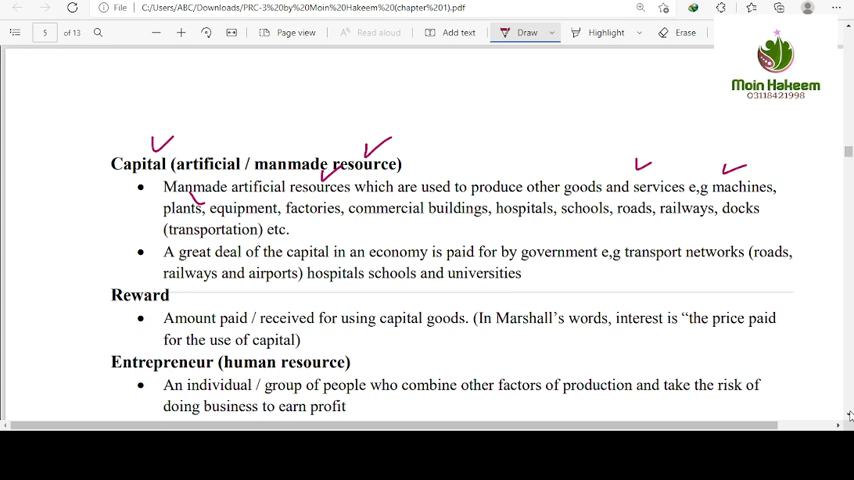 File
C:/Users/ABC/Downloads/PRC-3%20by%20Moin%20Hakeem%20(chapter%201).pdf
5 of 13
Page view
Read aloud
Add text
Draw
Highlight
Erase
Moin Hakeem
03118421998
Capital (artificial / manmade resource)
• Manmade artificial resources which are used to produce other goods and services e,g machines,
plants, equipment, factories, commercial buildings, hospitals, schools, roads, railways, docks
(transportation) etc.
• A great deal of the capital in an economy is paid for by government e,g transport networks (roads,
railways and airports) hospitals schools and universities
Reward
• Amount paid / received for using capital goods. (In Marshall's words, interest is “the price paid
for the use of capital)
Entrepreneur (human resource)
• An individual / group of people who combine other factors of production and take the risk of
doing business to earn profit